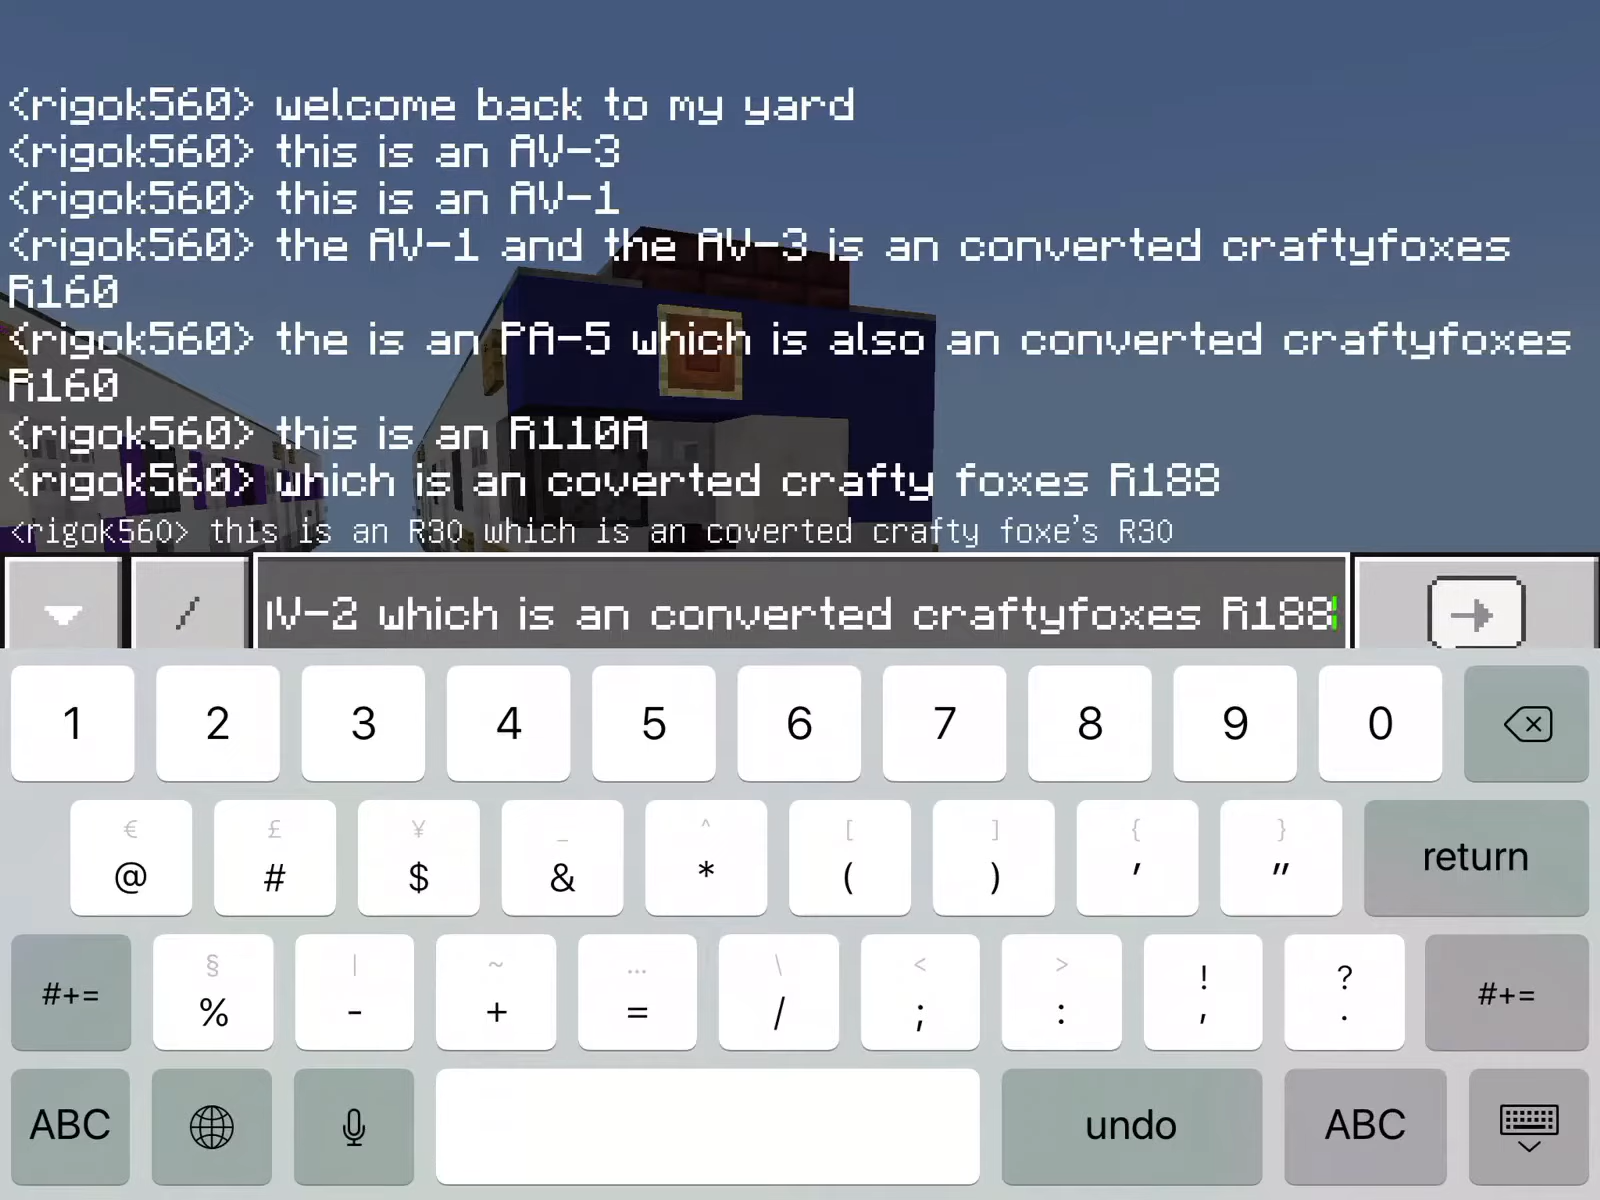 <rigok560> welcome back to my yard
<rigok560> this is an AV-3
<rigok560> this is an AV-1
<rigok560> the AV-1 and the AV-3 is an converted craftyfoxes
R160
<rigok560> the is an PA-5 which is also an converted craftyfoxes
R160
<rigok560> this is an R110A
<rigok560> which is an coverted crafty foxes R188
<rigok560> this is an R30 which is an coverted crafty foxe’s R30
/
V-2 which is an converted craftyfoxes R188
1 2 3 4 5 6 7 8 9 0
€ £ ¥ _ ^ [ ] { }
@ # $ & * ( ) ' " return
§ | ~ … \ < > ! ?
#+= % - + = / ; : , . #+=
ABC undo ABC